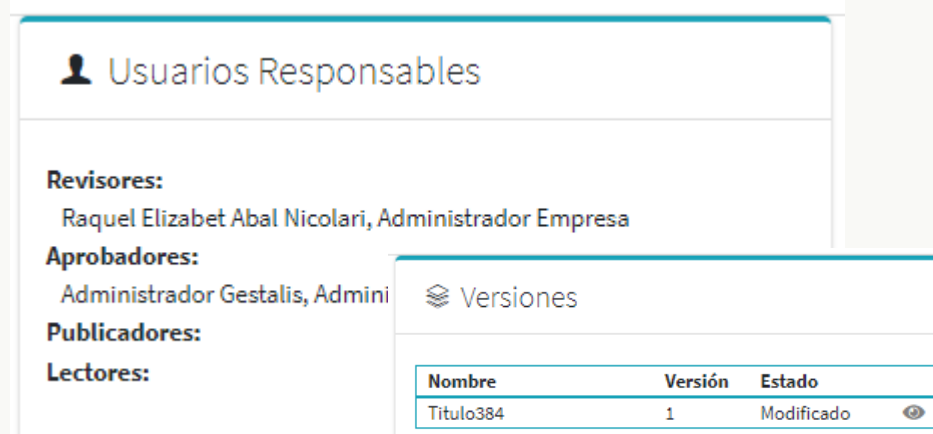 Usuarios Responsables
Revisores:
Raquel Elizabet Abal Nicolari, Administrador Empresa
Aprobadores:
Administrador Gestalis,
Publicadores:
Lectores:
Versiones
Nombre Versión Estado
Titulo384 1 Modificado